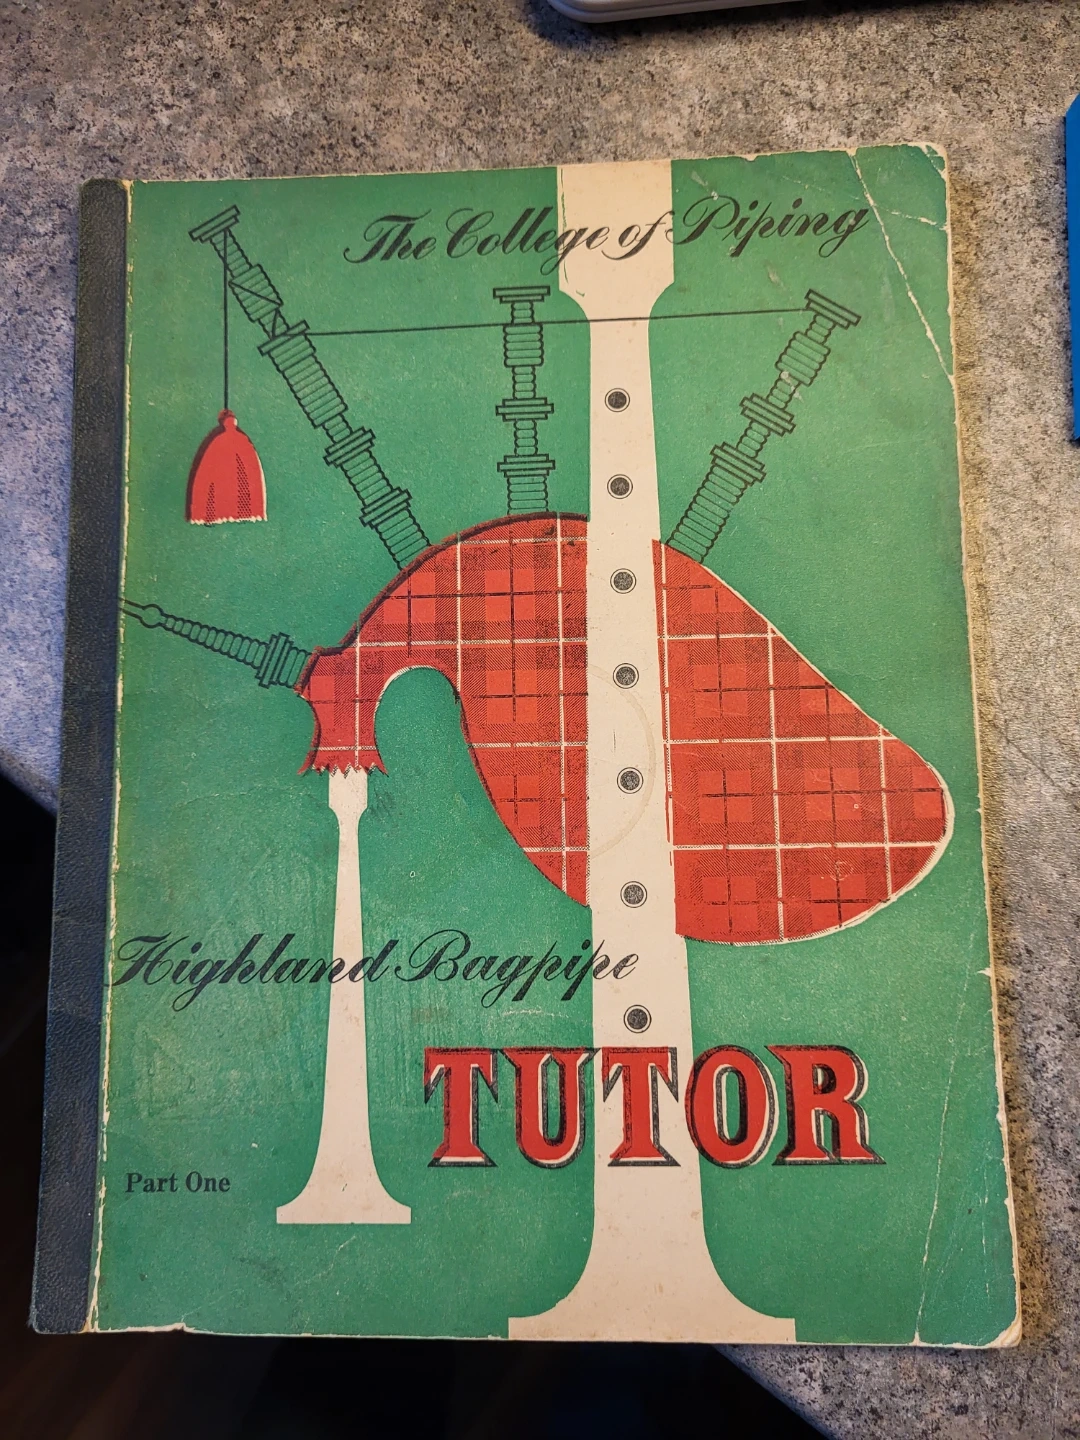 The College of Piping
Highland Bagpipe
TUTOR
Part One